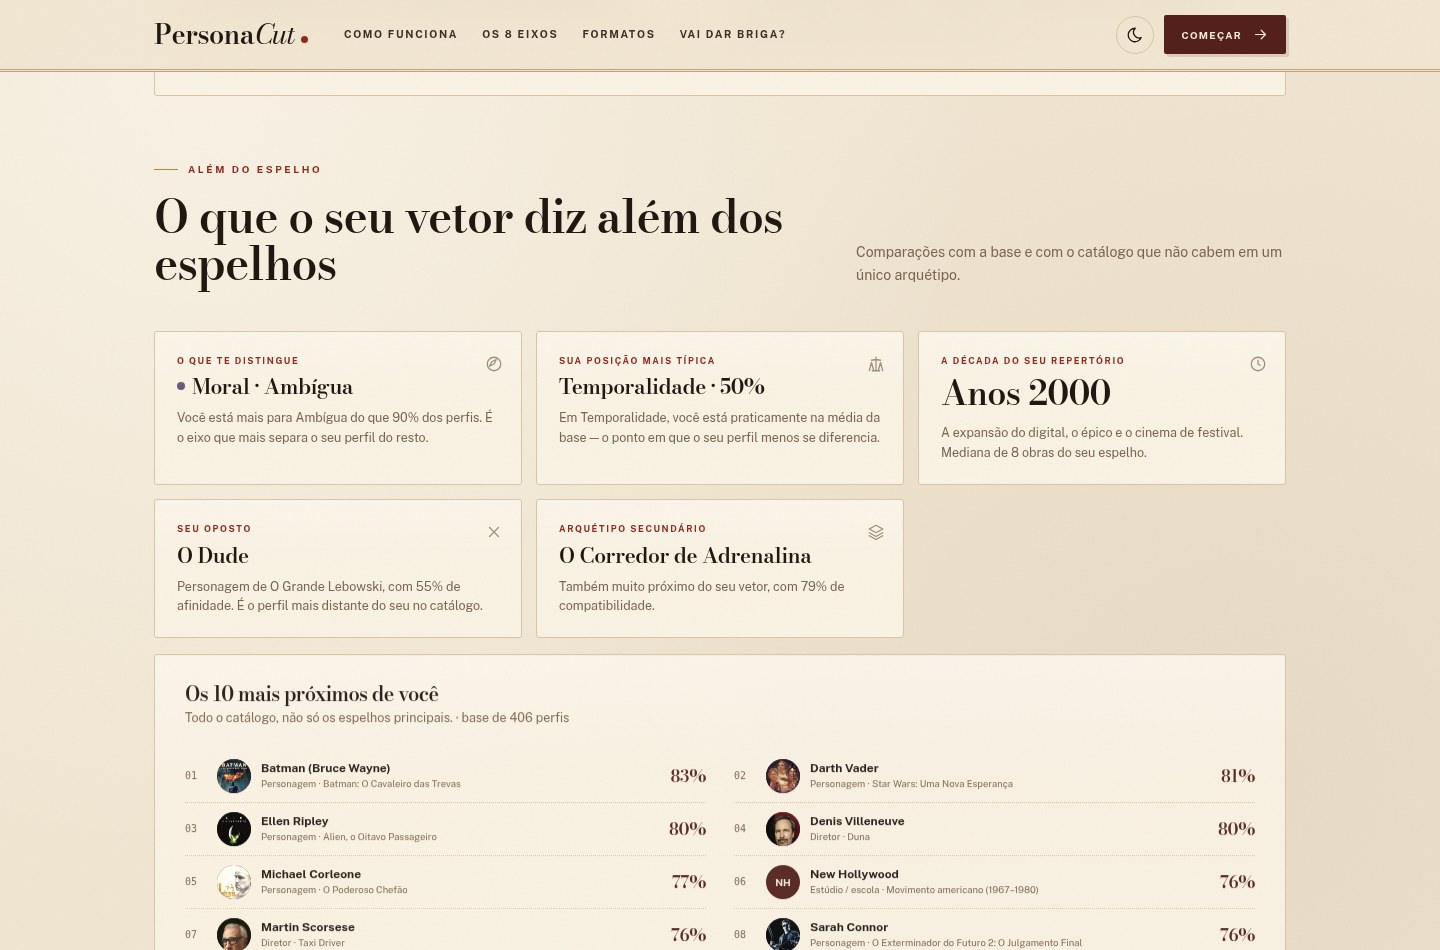 PersonaCut
COMO FUNCIONA
OS 8 EIXOS
FORMATOS
VAI DAR BRIGA?
COMEÇAR
ALÉM DO ESPELHO
O que o seu vetor diz além dos
espelhos
Comparações com a base e com o catálogo que não cabem em um
único arquétipo.
O QUE TE DISTINGUE
Moral · Ambígua
Você está mais para Ambígua do que 90% dos perfis. É
o eixo que mais separa o seu perfil do resto.
SUA POSIÇÃO MAIS TÍPICA
Temporalidade · 50%
Em Temporalidade, você está praticamente na média da
base — o ponto em que o seu perfil menos se diferencia.
A DÉCADA DO SEU REPERTÓRIO
Anos 2000
A expansão do digital, o épico e o cinema de festival.
Mediana de 8 obras do seu espelho.
SEU OPOSTO
O Dude
Personagem de O Grande Lebowski, com 55% de
afinidade. É o perfil mais distante do seu no catálogo.
ARQUÉTIPO SECUNDÁRIO
O Corredor de Adrenalina
Também muito próximo do seu vetor, com 79% de
compatibilidade.
Os 10 mais próximos de você
Todo o catálogo, não só os espelhos principais. · base de 406 perfis
01
Batman (Bruce Wayne)
Personagem · Batman: O Cavaleiro das Trevas
83%
02
Darth Vader
Personagem · Star Wars: Uma Nova Esperança
81%
03
Ellen Ripley
Personagem · Alien, o Oitavo Passageiro
80%
04
Denis Villeneuve
Diretor · Duna
80%
05
Michael Corleone
Personagem · O Poderoso Chefão
77%
06
NH
New Hollywood
Estúdio / escola · Movimento americano (1967–1980)
76%
07
Martin Scorsese
Diretor · Taxi Driver
76%
08
Sarah Connor
Personagem · O Exterminador do Futuro 2: O Julgamento Final
76%